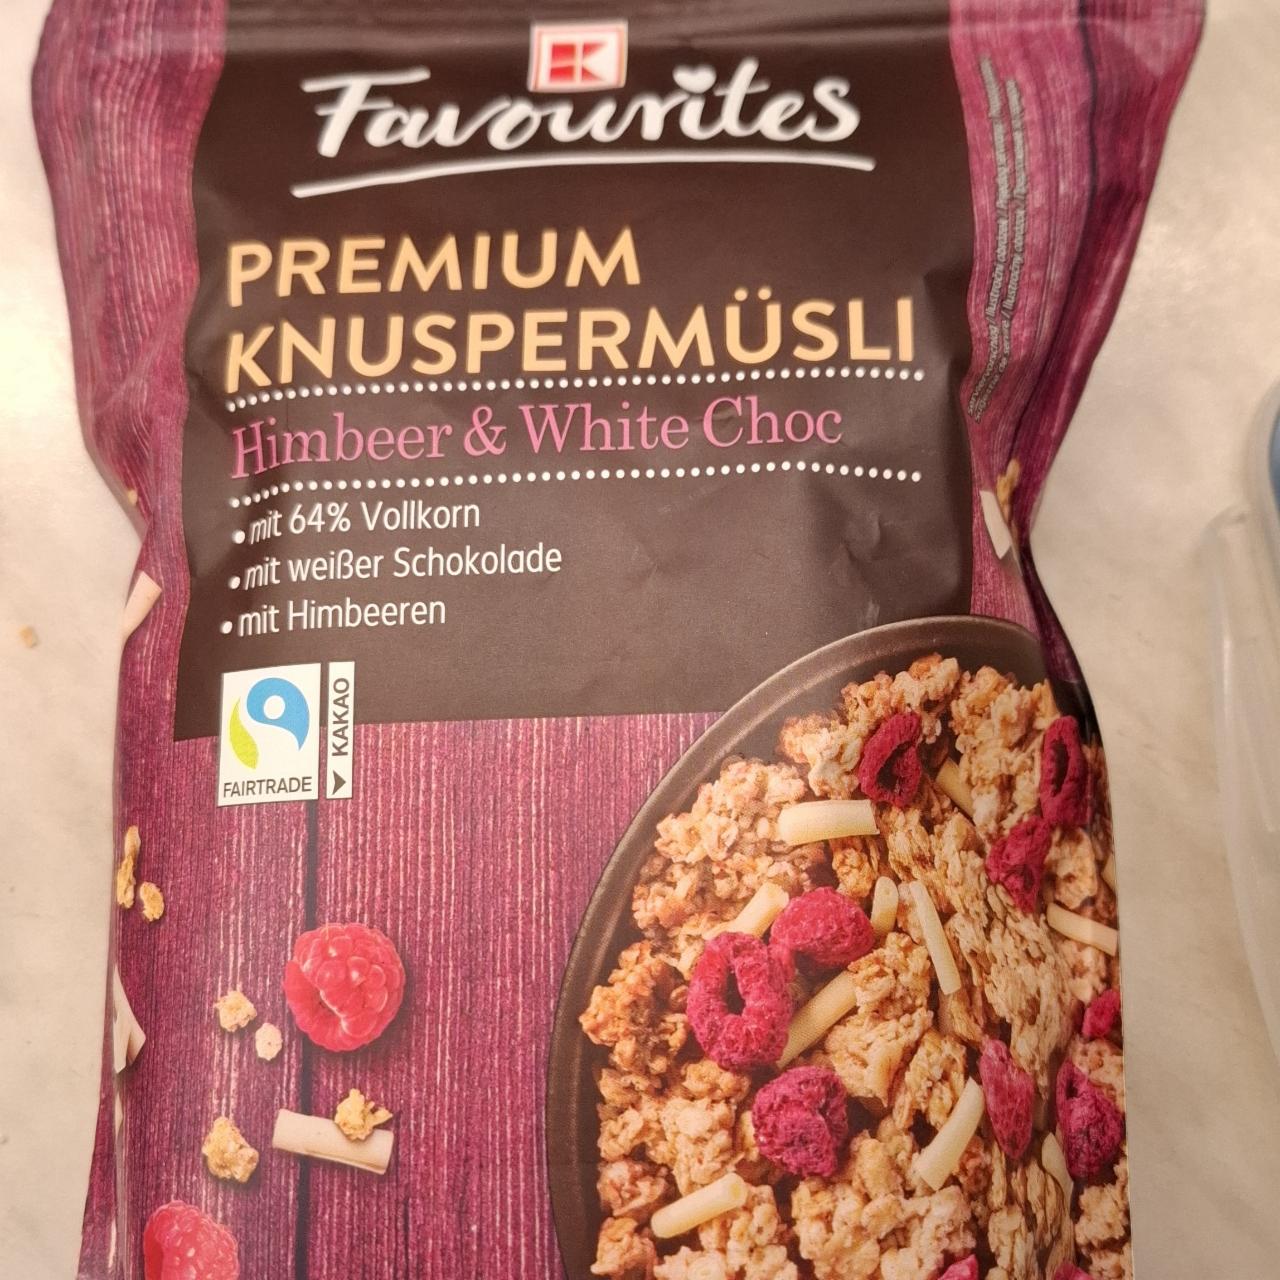 K
Favourites
PREMIUM
KNUSPERMÜSLI
Himbeer & White Choc
• mit 64% Vollkorn
• mit weißer Schokolade
• mit Himbeeren
FAIRTRADE
KAKAO